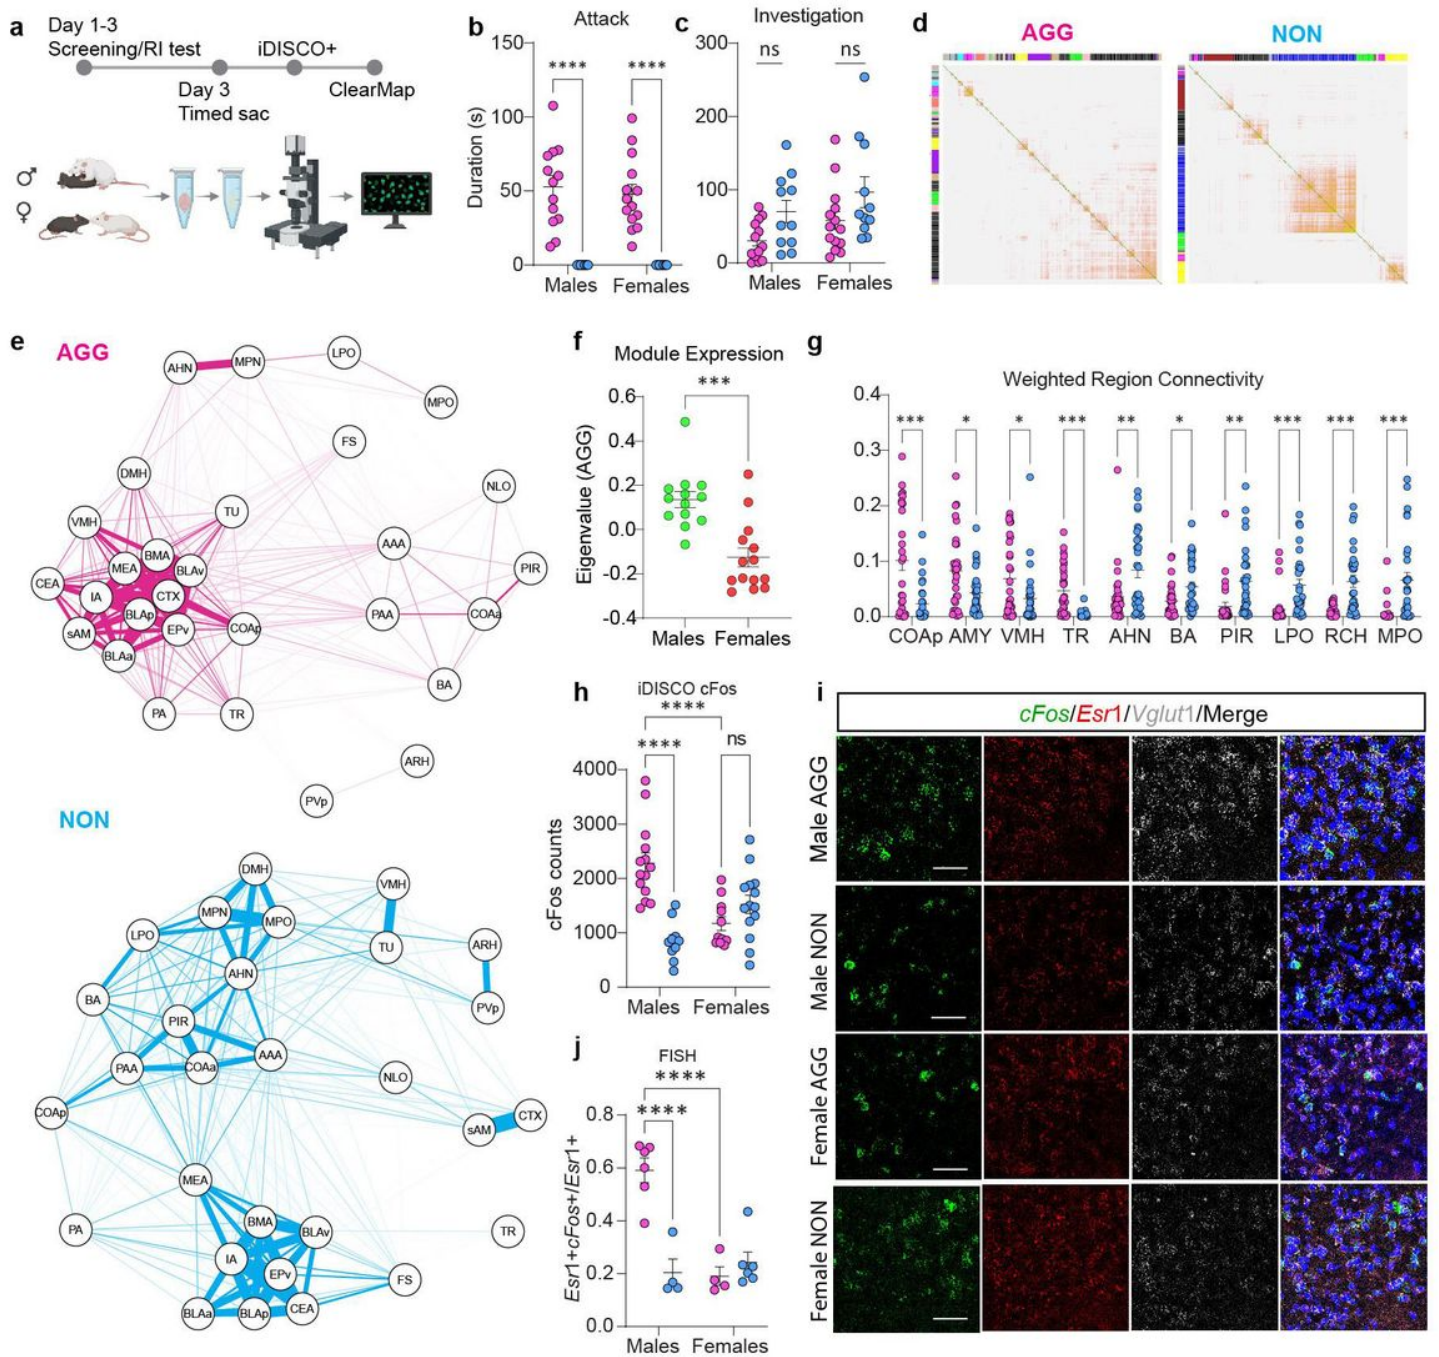 a
Day 1-3
Screening/RI test
iDISCO+
Day 3
Timed sac
ClearMap
♂
♀
b
Attack
Duration (s)
150
100
50
0
**** ****
Males Females
c
Investigation
ns ns
300
200
100
0
Males Females
d
AGG NON
e
AGG
AHN MPN LPO
MPO
FS
DMH
NLO
TU
VMH
AAA
BMA
MEA BLAv
PIR
CEA
IA CTX
BLAp
PAA COAa
sAM EPv COAp
BLAa
BA
PA TR
ARH
PVp
NON
DMH
VMH
MPN MPO
LPO
TU ARH
AHN
BA
PVp
PIR
AAA
PAA COAa
NLO
COAp
sAM CTX
MEA
BMA
PA BLAv TR
IA
EPv
FS
BLAa BLAp CEA
f
Module Expression
***
Eigenvalue (AGG)
0.6
0.4
0.2
0.0
-0.2
-0.4
Males Females
g
Weighted Region Connectivity
0.4
0.3
0.2
0.1
0.0
*** * * *** ** * ** *** *** ***
COAp AMY VMH TR AHN BA PIR LPO RCH MPO
h
iDISCO cFos
****
**** ns
cFos counts
4000
3000
2000
1000
0
Males Females
i
cFos/Esr1/Vglut1/Merge
Male AGG
Male NON
Female AGG
Female NON
j
FISH
****
****
Esr1+cFos+/Esr1+
0.8
0.6
0.4
0.2
0.0
Males Females